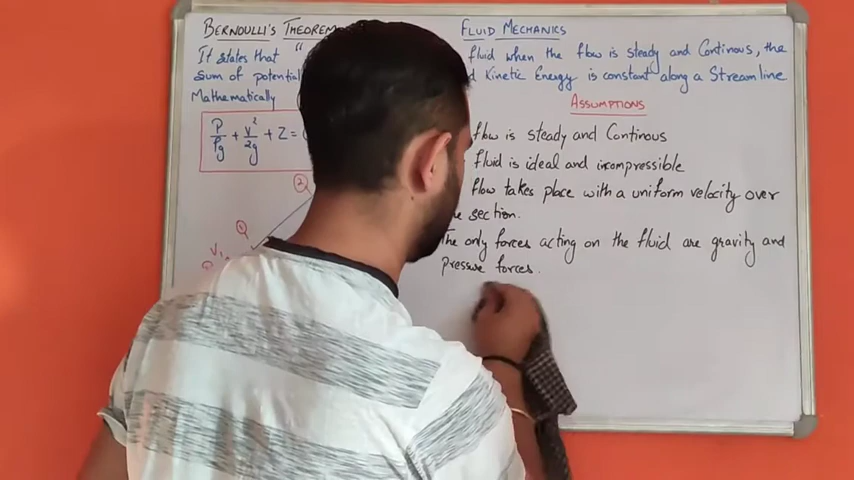 BERNOULLI'S THEOREM
FLUID MECHANICS
It states that " fluid when the flow is steady and Continous, the
sum of potential Kinetic Energy is constant along a Streamline
Mathematically
P/ρg + V²/2g + Z =
ASSUMPTIONS
flow is steady and Continous
fluid is ideal and incompressible
flow takes place with a uniform velocity over
section.
The only forces acting on the fluid are gravity and
pressure forces.
②
①
V₁